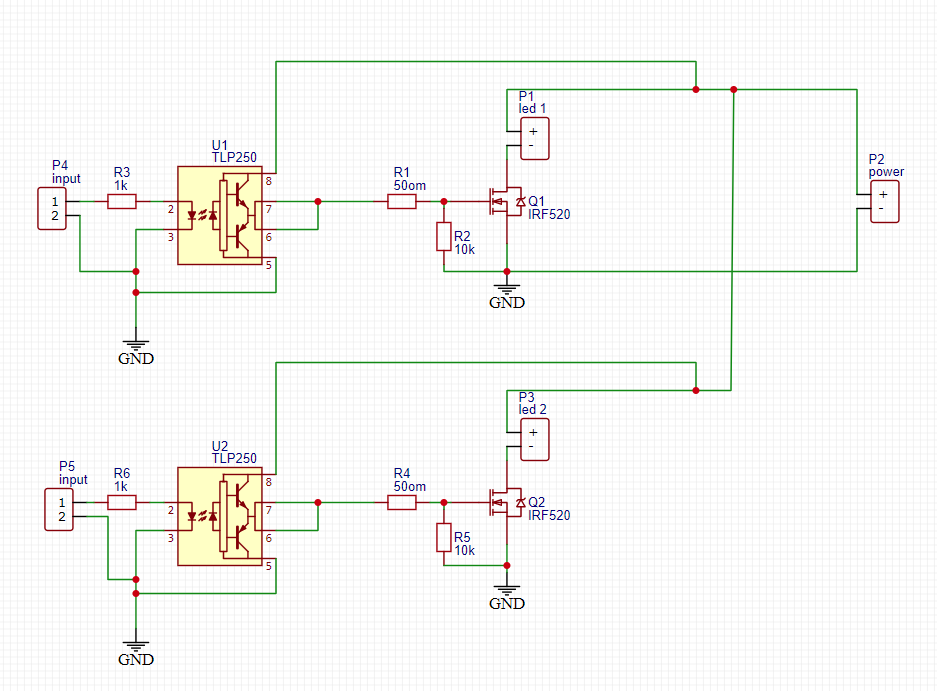 P1
led 1
+
-
U1
TLP250
P4
input
1
2
R3
1k
2
3
8
7
6
5
R1
50om
R2
10k
Q1
IRF520
P2
power
+
-
GND
GND
P3
led 2
+
-
U2
TLP250
P5
input
1
2
R6
1k
2
3
8
7
6
5
R4
50om
R5
10k
Q2
IRF520
GND
GND